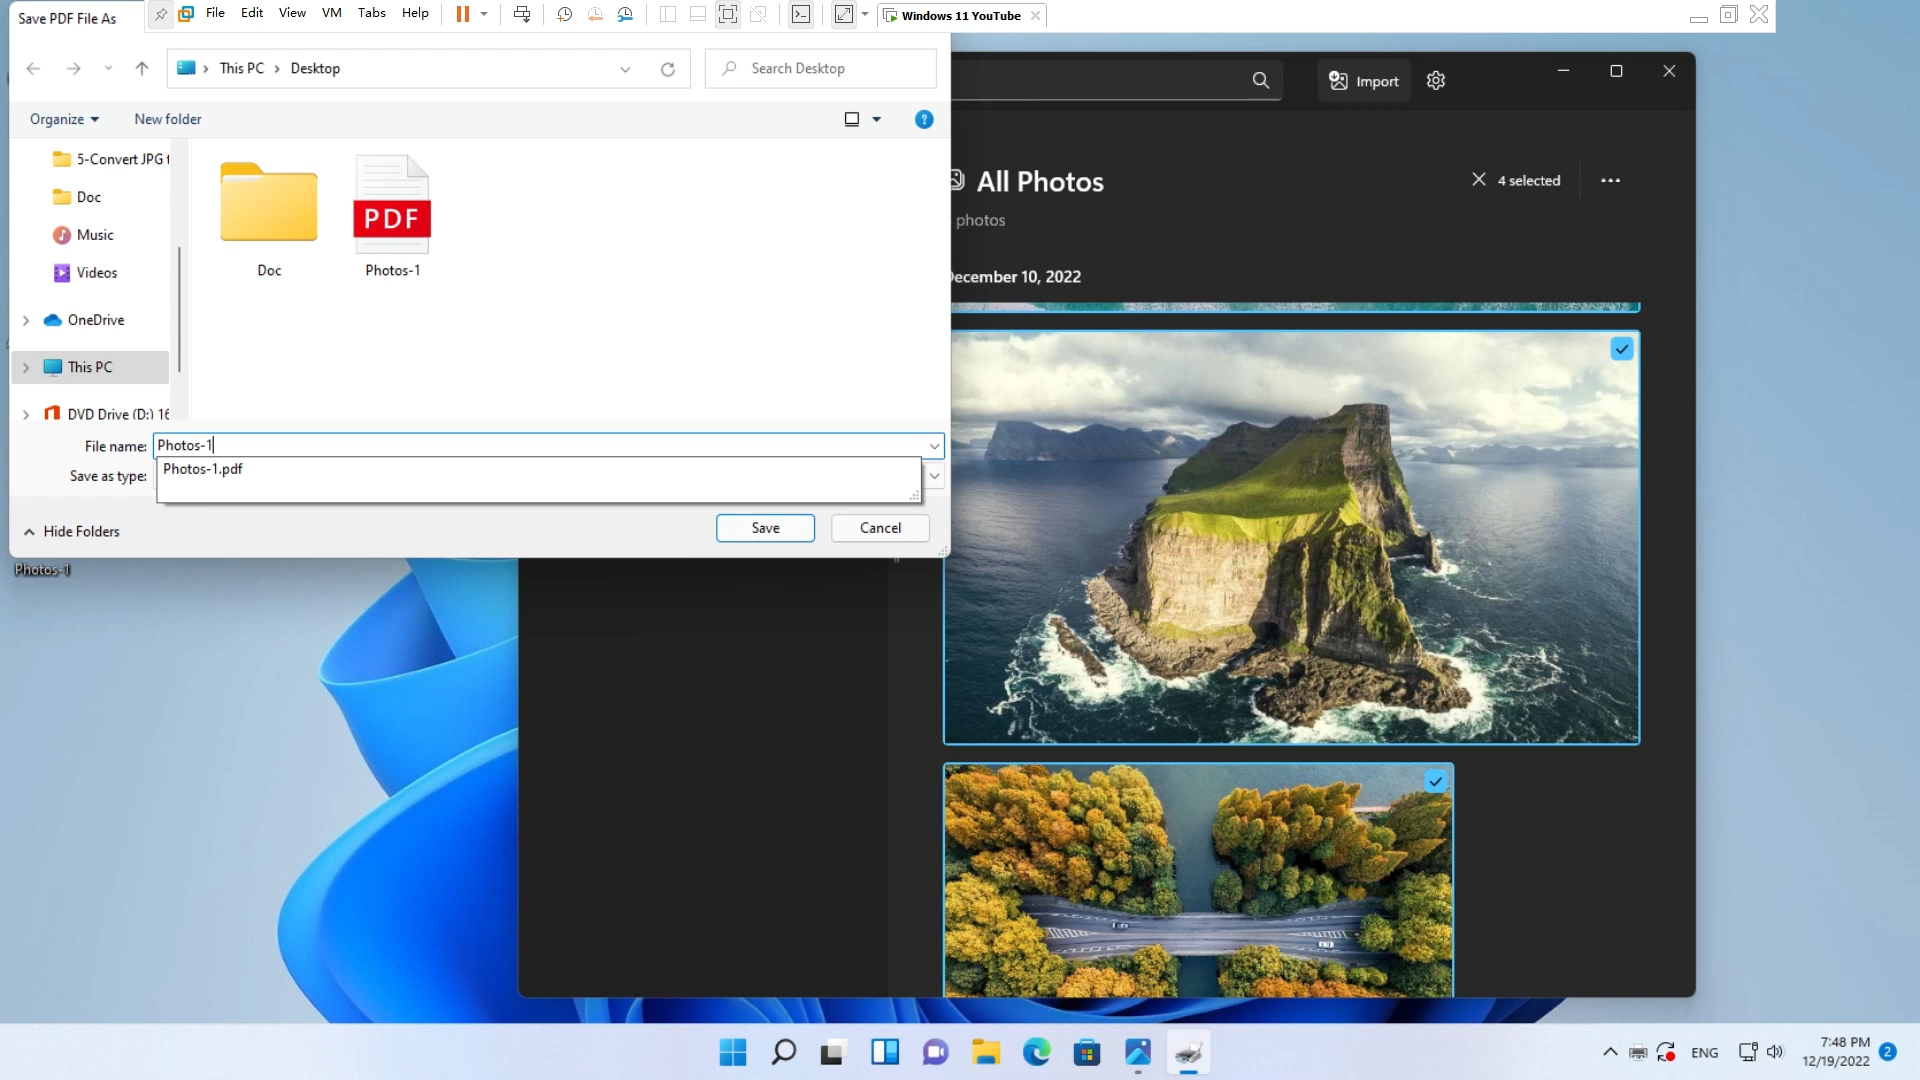 Save PDF File As
File Edit View VM Tabs Help
Windows 11 YouTube
This PC Desktop
Search Desktop
Organize
New folder
5-Convert JPG
Doc
Music
Videos
OneDrive
This PC
DVD Drive (D:) 16
Doc
PDF
Photos-1
File name: Photos-1
Photos-1.pdf
Save as type:
Hide Folders
Save
Cancel
Photos-1
Import
All Photos
4 selected
photos
December 10, 2022
ENG
7:48 PM
12/19/2022
2